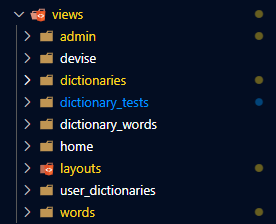 views
admin
devise
dictionaries
dictionary_tests
dictionary_words
home
layouts
user_dictionaries
words